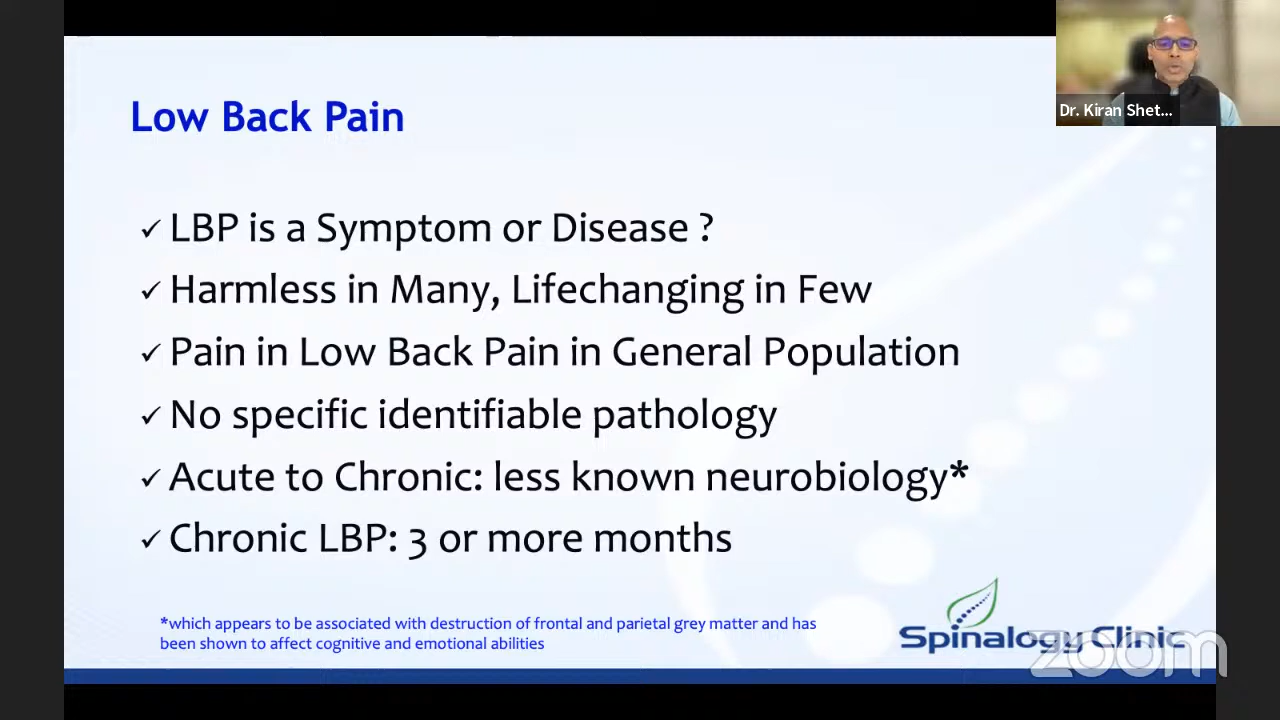 Low Back Pain
✓ LBP is a Symptom or Disease ?
✓ Harmless in Many, Lifechanging in Few
✓ Pain in Low Back Pain in General Population
✓ No specific identifiable pathology
✓ Acute to Chronic: less known neurobiology*
✓ Chronic LBP: 3 or more months
*which appears to be associated with destruction of frontal and parietal grey matter and has
been shown to affect cognitive and emotional abilities
Spinalogy Clinic
zoom
Dr. Kiran Shet...